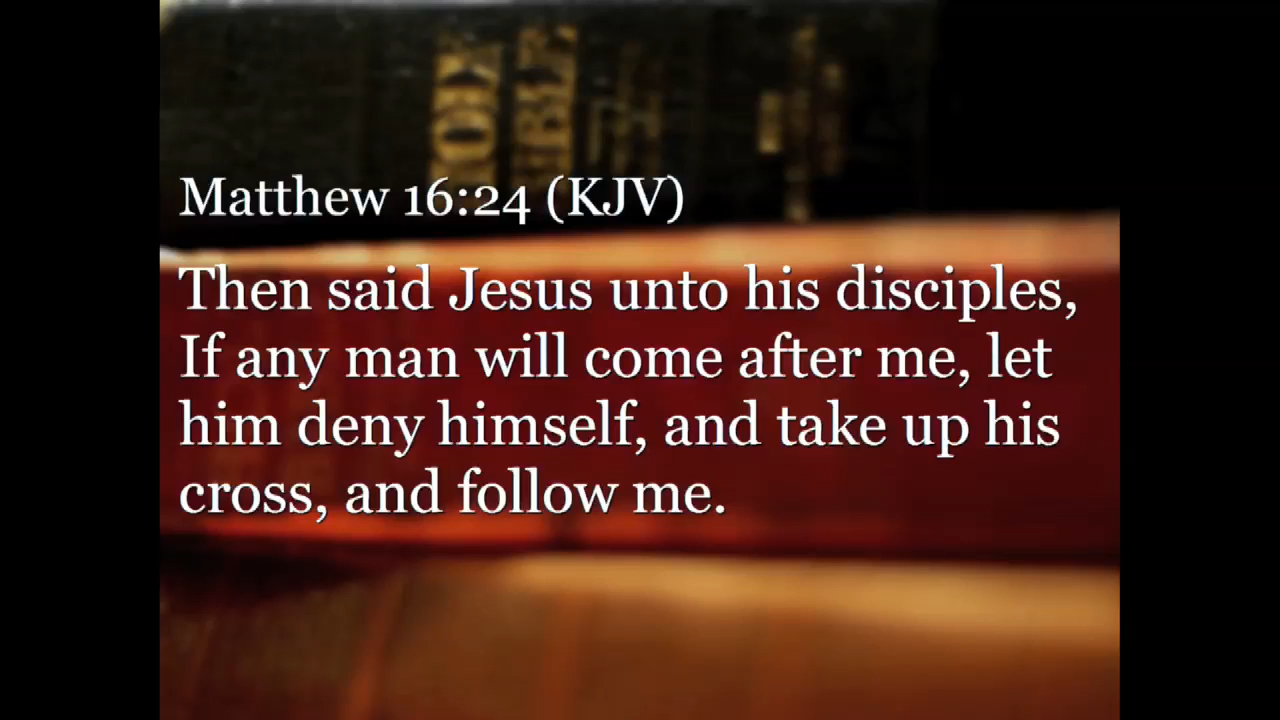 Matthew 16:24 (KJV)
Then said Jesus unto his disciples,
If any man will come after me, let
him deny himself, and take up his
cross, and follow me.